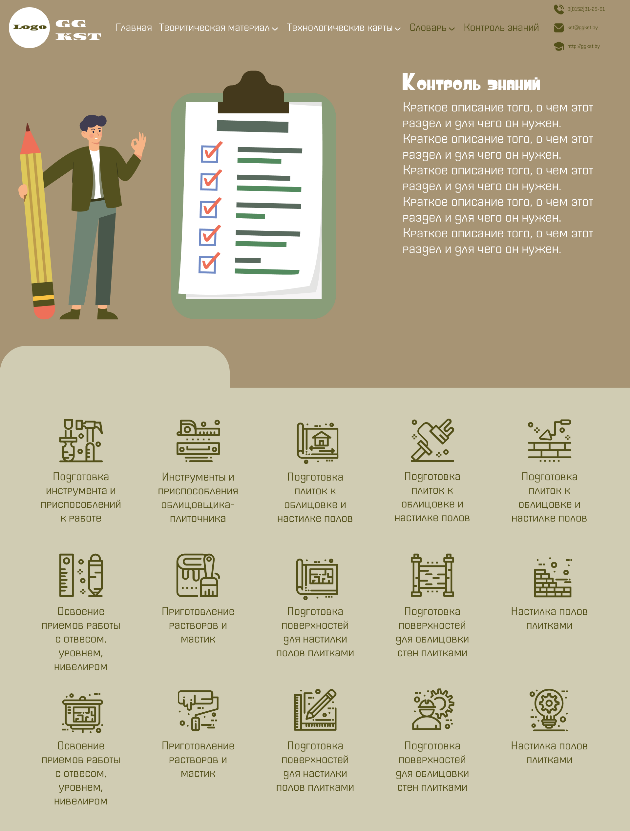 Logo
GG
KST
Главная Теоритическая материал Технологические карты Словарь Контроль знаний
Контроль знаний
Краткое описание того, о чем этот
раздел и для чего он нужен.
Краткое описание того, о чем этот
раздел и для чего он нужен.
Краткое описание того, о чем этот
раздел и для чего он нужен.
Краткое описание того, о чем этот
раздел и для чего он нужен.
Краткое описание того, о чем этот
раздел и для чего он нужен.
Подготовка
инструмента и
приспособлений
к работе
Инструменты и
приспособления
облицовщика-
плиточника
Подготовка
плиток к
облицовке и
настилке полов
Подготовка
плиток к
облицовке и
настилке полов
Подготовка
плиток к
облицовке и
настилке полов
Освоение
приемов работы
с отвесом,
уровнем,
нивелиром
Приготовление
растворов и
мастик
Подготовка
поверхностей
для настилки
полов плитками
Подготовка
поверхностей
для облицовки
стен плитками
Настилка полов
плитками
Освоение
приемов работы
с отвесом,
уровнем,
нивелиром
Приготовление
растворов и
мастик
Подготовка
поверхностей
для настилки
полов плитками
Подготовка
поверхностей
для облицовки
стен плитками
Настилка полов
плитками